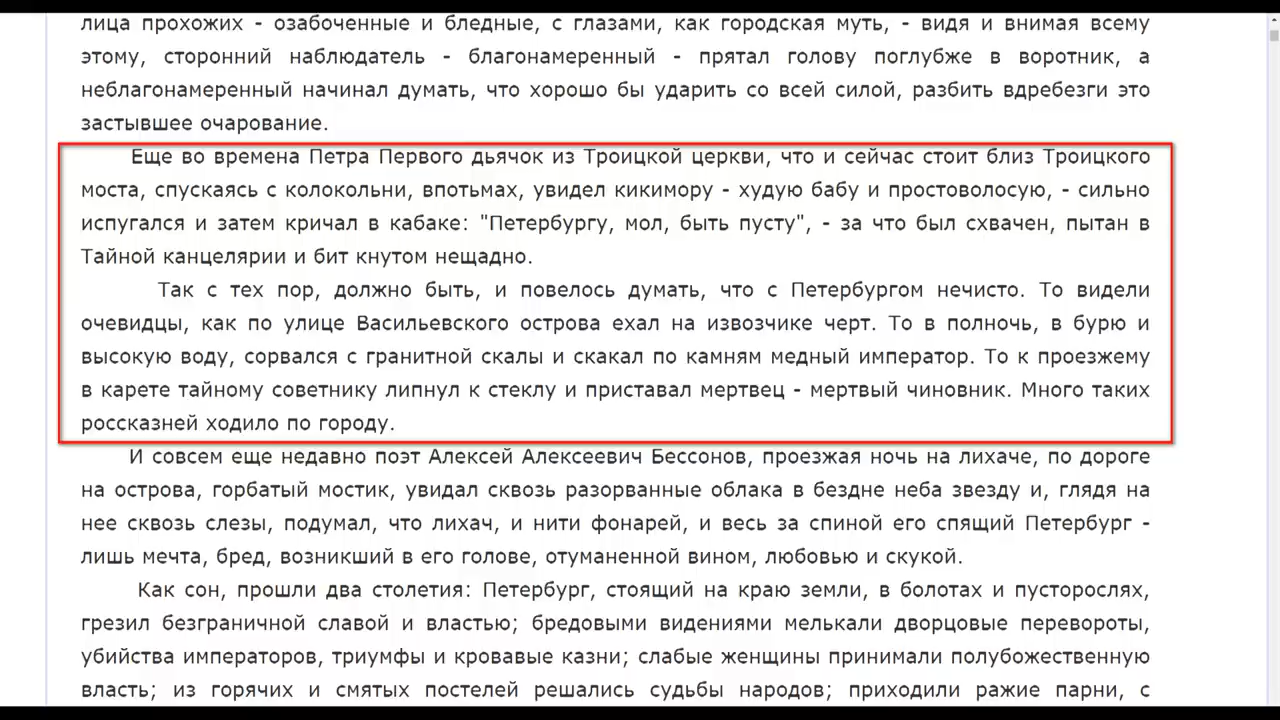 лица прохожих - озабоченные и бледные, с глазами, как городская муть, - видя и внимая всему
этому, сторонний наблюдатель - благонамеренный - прятал голову поглубже в воротник, а
неблагонамеренный начинал думать, что хорошо бы ударить со всей силой, разбить вдребезги это
застывшее очарование.
Еще во времена Петра Первого дьячок из Троицкой церкви, что и сейчас стоит близ Троицкого
моста, спускаясь с колокольни, впотьмах, увидел кикимору - худую бабу и простоволосую, - сильно
испугался и затем кричал в кабаке: "Петербургу, мол, быть пусту", - за что был схвачен, пытан в
Тайной канцелярии и бит кнутом нещадно.
Так с тех пор, должно быть, и повелось думать, что с Петербургом нечисто. То видели
очевидцы, как по улице Васильевского острова ехал на извозчике черт. То в полночь, в бурю и
высокую воду, сорвался с гранитной скалы и скакал по камням медный император. То к проезжему
в карете тайному советнику липнул к стеклу и приставал мертвец - мертвый чиновник. Много таких
россказней ходило по городу.
И совсем еще недавно поэт Алексей Алексеевич Бессонов, проезжая ночь на лихаче, по дороге
на острова, горбатый мостик, увидал сквозь разорванные облака в бездне неба звезду и, глядя на
нее сквозь слезы, подумал, что лихач, и нити фонарей, и весь за спиной его спящий Петербург -
лишь мечта, бред, возникший в его голове, отуманенной вином, любовью и скукой.
Как сон, прошли два столетия: Петербург, стоящий на краю земли, в болотах и пусторослях,
грезил безграничной славой и властью; бредовыми видениями мелькали дворцовые перевороты,
убийства императоров, триумфы и кровавые казни; слабые женщины принимали полубожественную
власть; из горячих и смятых постелей решались судьбы народов; приходили ражие парни, с